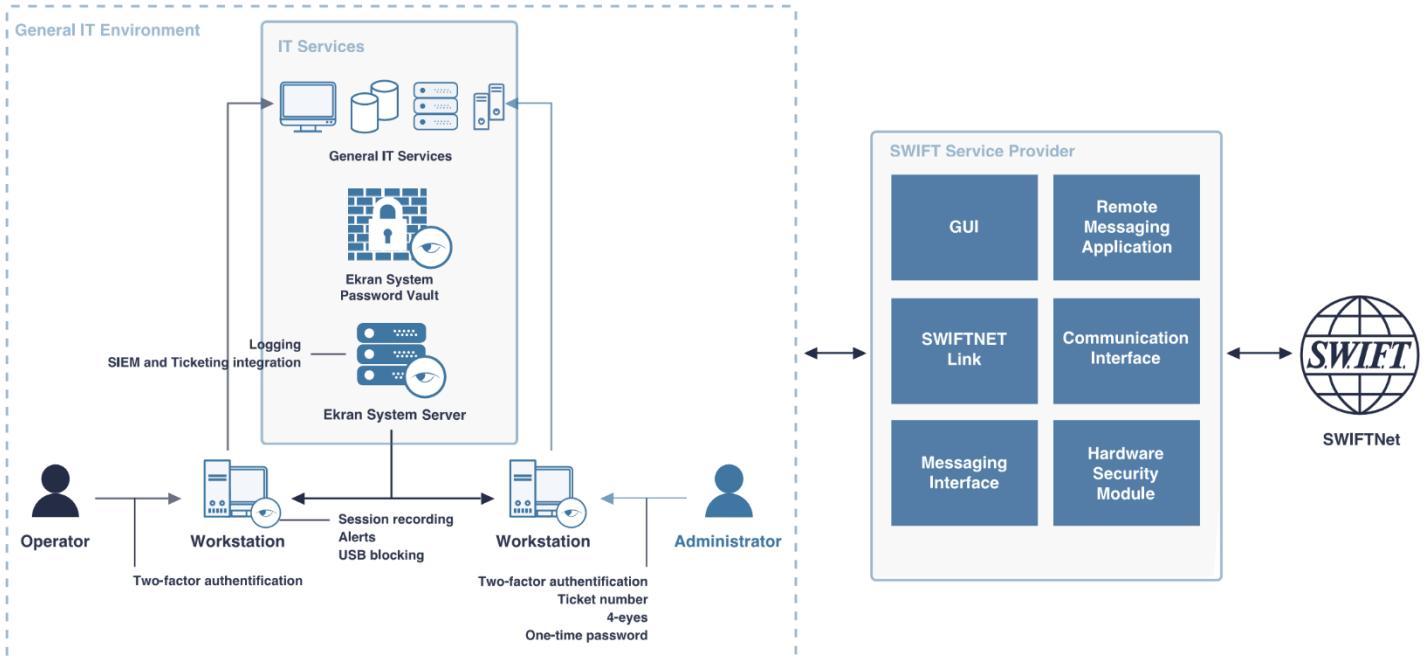 General IT Environment
IT Services
General IT Services
Ekran System
Password Vault
Logging
SIEM and Ticketing integration
Ekran System Server
Operator
Workstation
Session recording
Alerts
USB blocking
Workstation
Administrator
Two-factor authentification
Two-factor authentification
Ticket number
4-eyes
One-time password
SWIFT Service Provider
GUI
Remote
Messaging
Application
SWIFTNET
Link
Communication
Interface
Messaging
Interface
Hardware
Security
Module
S.W.I.F.T.
SWIFTNet